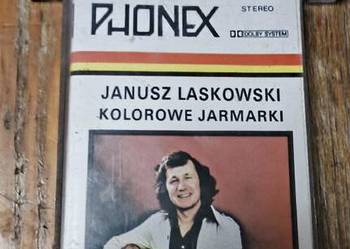 PHONEX
STEREO
DOLBY SYSTEM
JANUSZ LASKOWSKI
KOLOROWE JARMARKI